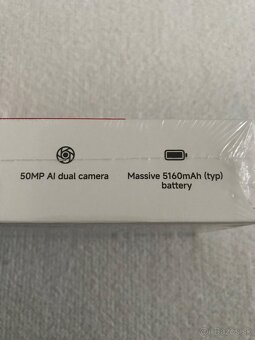 50MP AI dual camera
Massive 5160mAh (typ)
battery